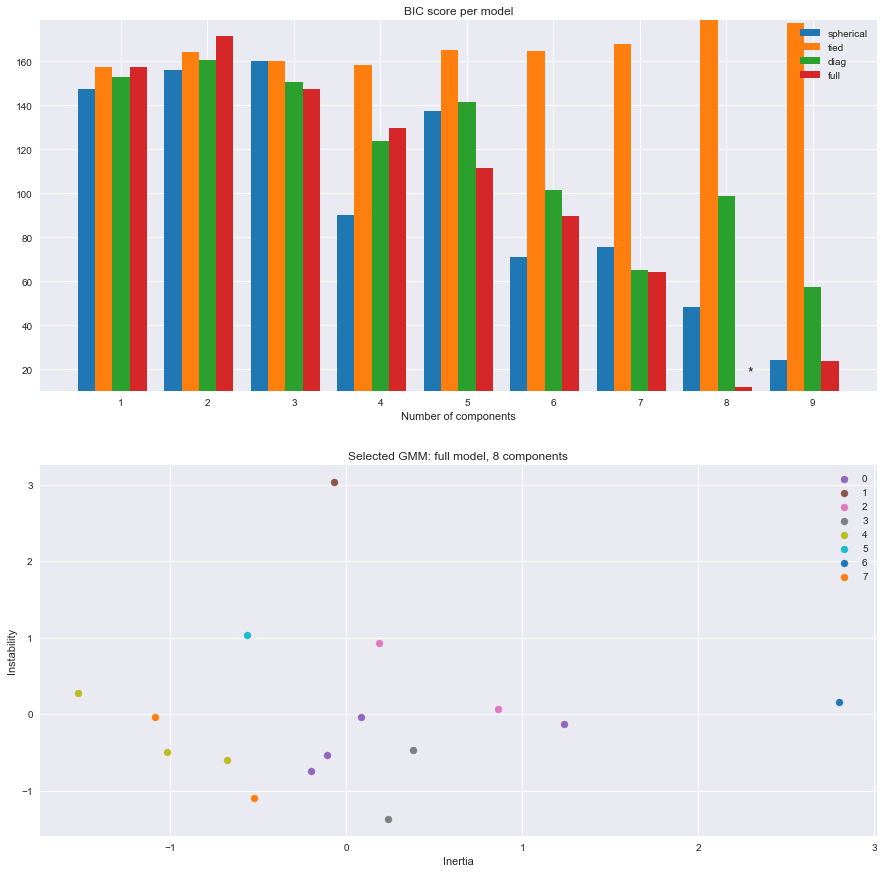 BIC score per model
spherical
tied
diag
full
160
140
120
100
80
60
40
20
*
1 2 3 4 5 6 7 8 9
Number of components
Selected GMM: full model, 8 components
0
1
2
3
4
5
6
7
3
2
1
0
−1
Instability
−1 0 1 2 3
Inertia